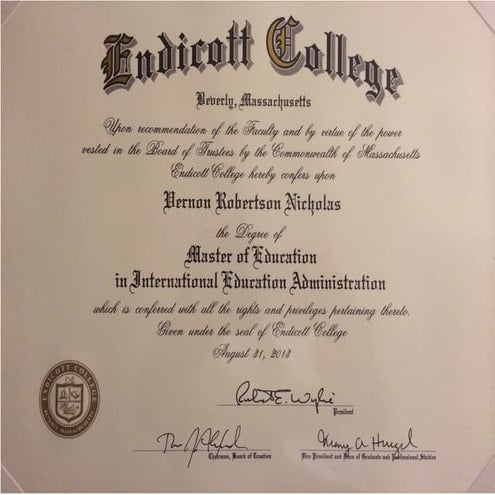 Endicott College
Beverly, Massachusetts
Upon recommendation of the Faculty and by virtue of the power
vested in the Board of Trustees by the Commonwealth of Massachusetts
Endicott College hereby confers upon
Vernon Robertson Nicholas
the Degree of
Master of Education
in International Education Administration
which is conferred with all the rights and privileges pertaining thereto.
Given under the seal of Endicott College
August 31, 2013
ENDICOTT COLLEGE
President
Chairman, Board of Trustees
Vice President and Dean of Graduate and Professional Studies